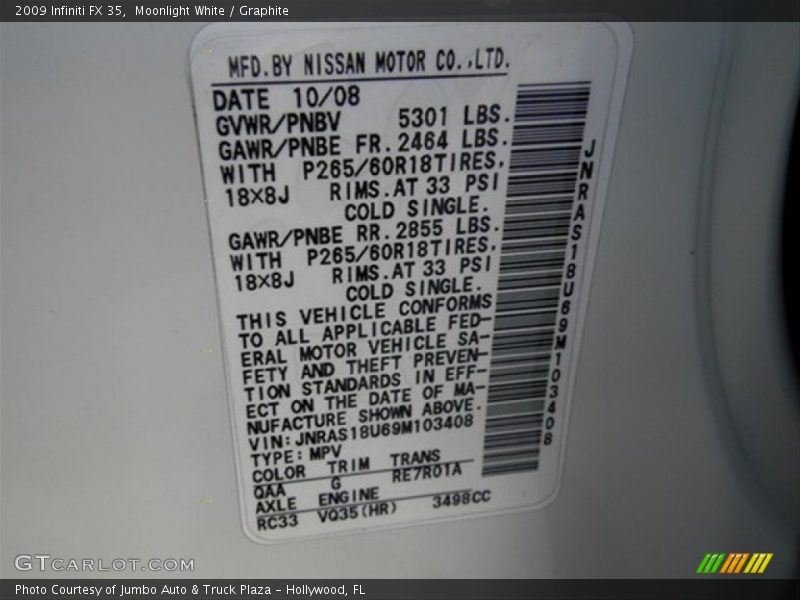 2009 Infiniti FX 35,  Moonlight White / Graphite
MFD.BY NISSAN MOTOR CO.,LTD.
DATE 10/08
GVWR/PNBV 5301 LBS.
GAWR/PNBE FR.2464 LBS.
WITH P265/60R18TIRES,
18X8J RIMS.AT 33 PSI
COLD SINGLE.
GAWR/PNBE RR.2855 LBS.
WITH P265/60R18TIRES,
18X8J RIMS.AT 33 PSI
COLD SINGLE.
THIS VEHICLE CONFORMS
TO ALL APPLICABLE FED-
ERAL MOTOR VEHICLE SA-
FETY AND THEFT PREVEN-
TION STANDARDS IN EFF-
ECT ON THE DATE OF MA-
NUFACTURE SHOWN ABOVE.
VIN:JNRAS18U69M103408
TYPE:MPV
COLOR TRIM TRANS
QAA G RE7R01A
AXLE ENGINE
RC33 VQ35(HR) 3498CC
JNRAS18U69M103408
GTCARLOT.COM
Photo Courtesy of Jumbo Auto & Truck Plaza – Hollywood, FL